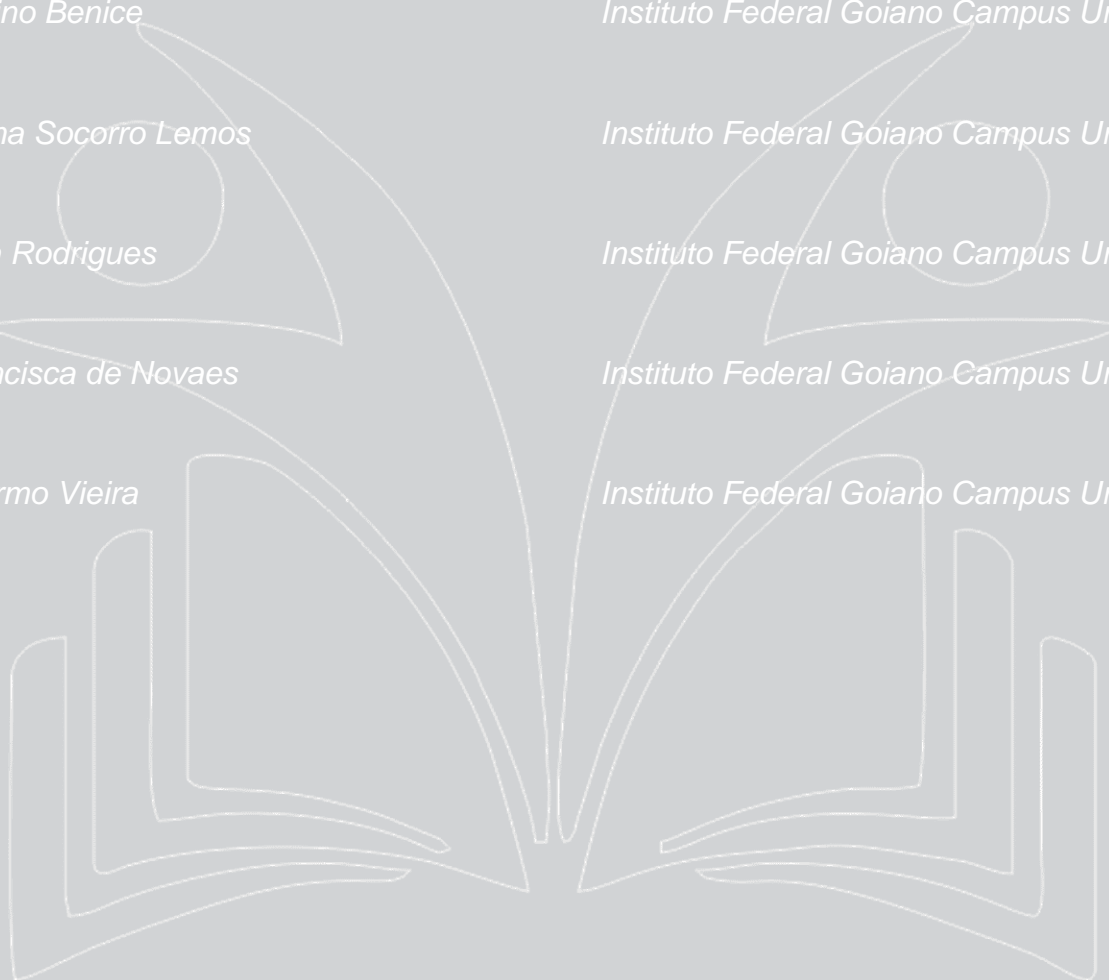 no Benice Instituto Federal Goiano Campus
Socorro Lemos Instituto Federal Goiano Campus
Rodrigues Instituto Federal Goiano Campus
de Novaes Instituto Federal Goiano Campus
Vieira Instituto Federal Goiano Campus